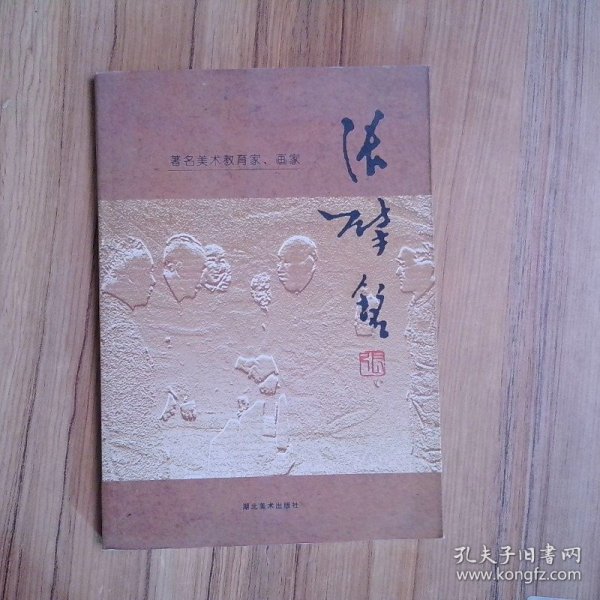 著名美术教育家、画家
张肇銘
張
湖北美术出版社
孔夫子旧书网
www.kongfz.com